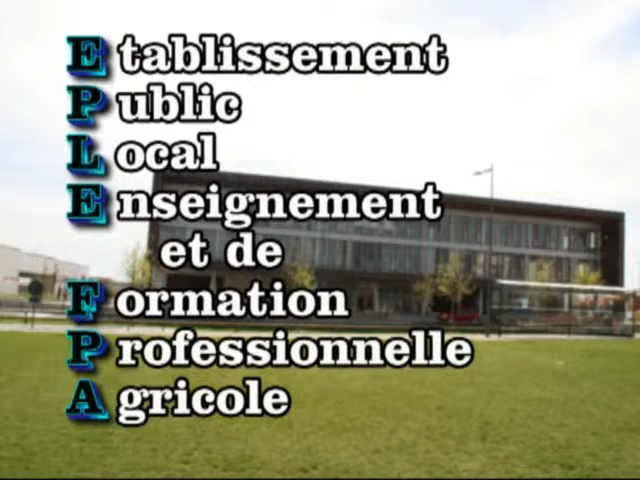 Etablissement
Public
Local
Enseignement
et de
Formation
Professionnelle
Agricole